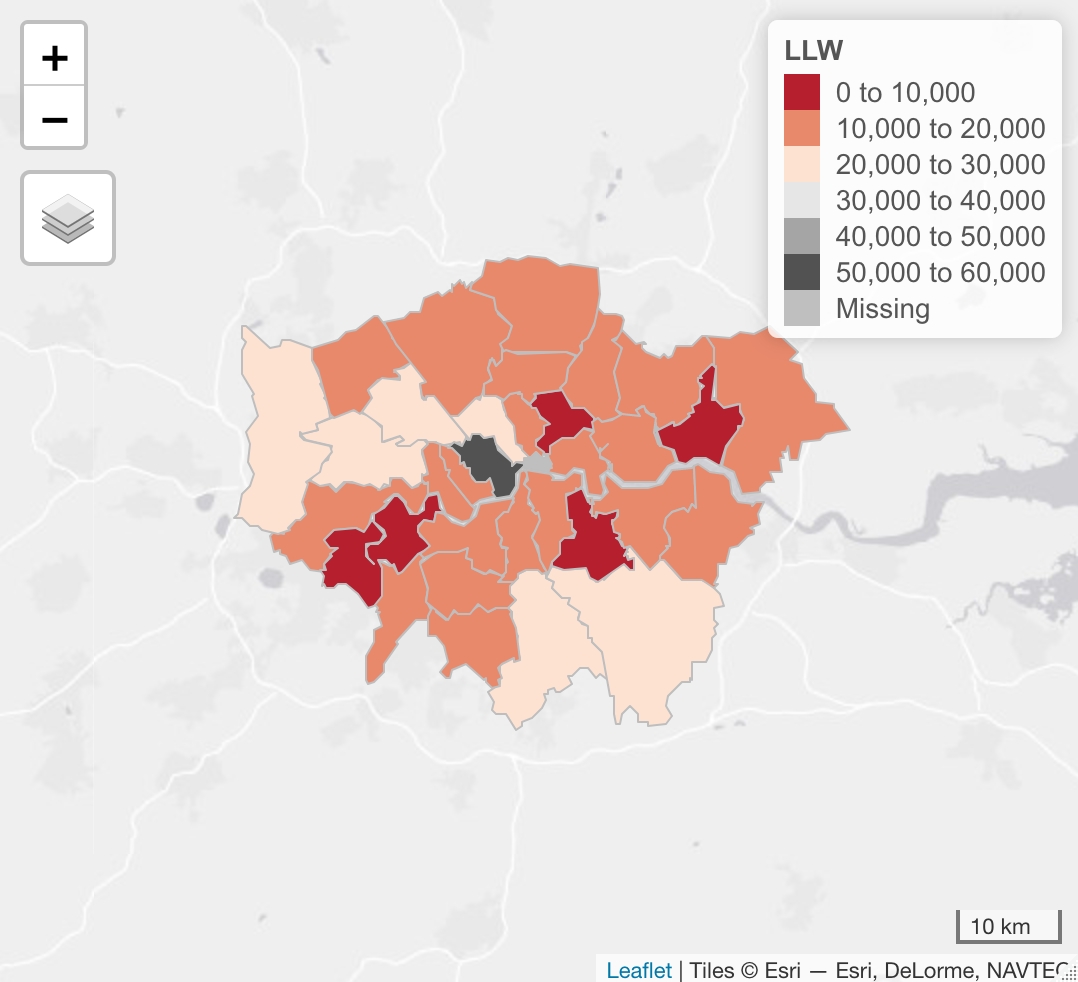 +
−
LLW
0 to 10,000
10,000 to 20,000
20,000 to 30,000
30,000 to 40,000
40,000 to 50,000
50,000 to 60,000
Missing
10 km
Leaflet | Tiles © Esri — Esri, DeLorme, NAVTEC